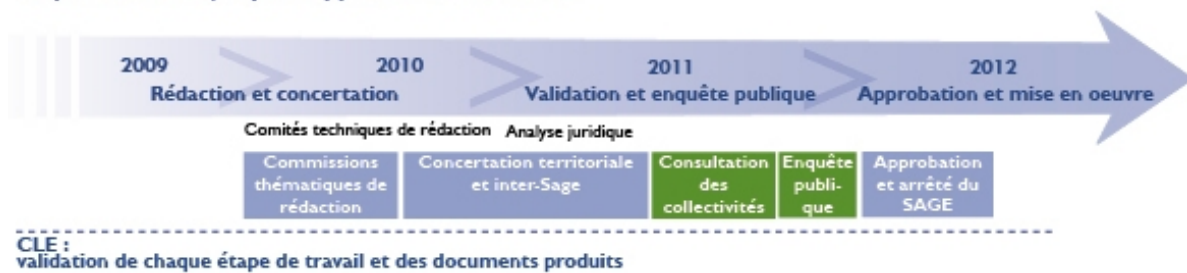 2009 2010 2011 2012
Rédaction et concertation Validation et enquête publique Approbation et mise en oeuvre
Comités techniques de rédaction Analyse juridique
Commissions
thématiques de
rédaction
Concertation territoriale
et inter-Sage
Consultation
des
collectivités
Enquête
publi-
que
Approbation
et arrêté du
SAGE
CLE :
validation de chaque étape de travail et des documents produits